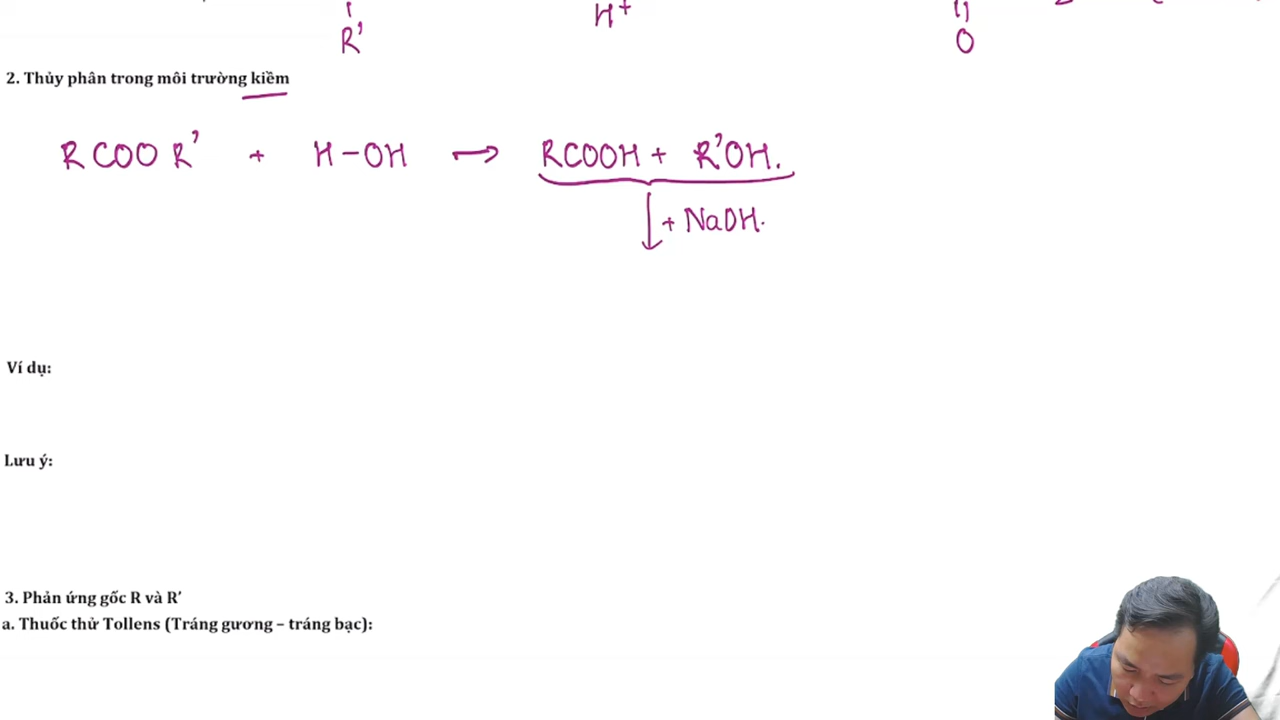 R'
H+
O
2. Thủy phân trong môi trường kiềm
RCOOR' + H-OH → RCOOH + R'OH.
+ NaOH.
Ví dụ:
Lưu ý:
3. Phản ứng gốc R và R'
a. Thuốc thử Tollens (Tráng gương – tráng bạc):